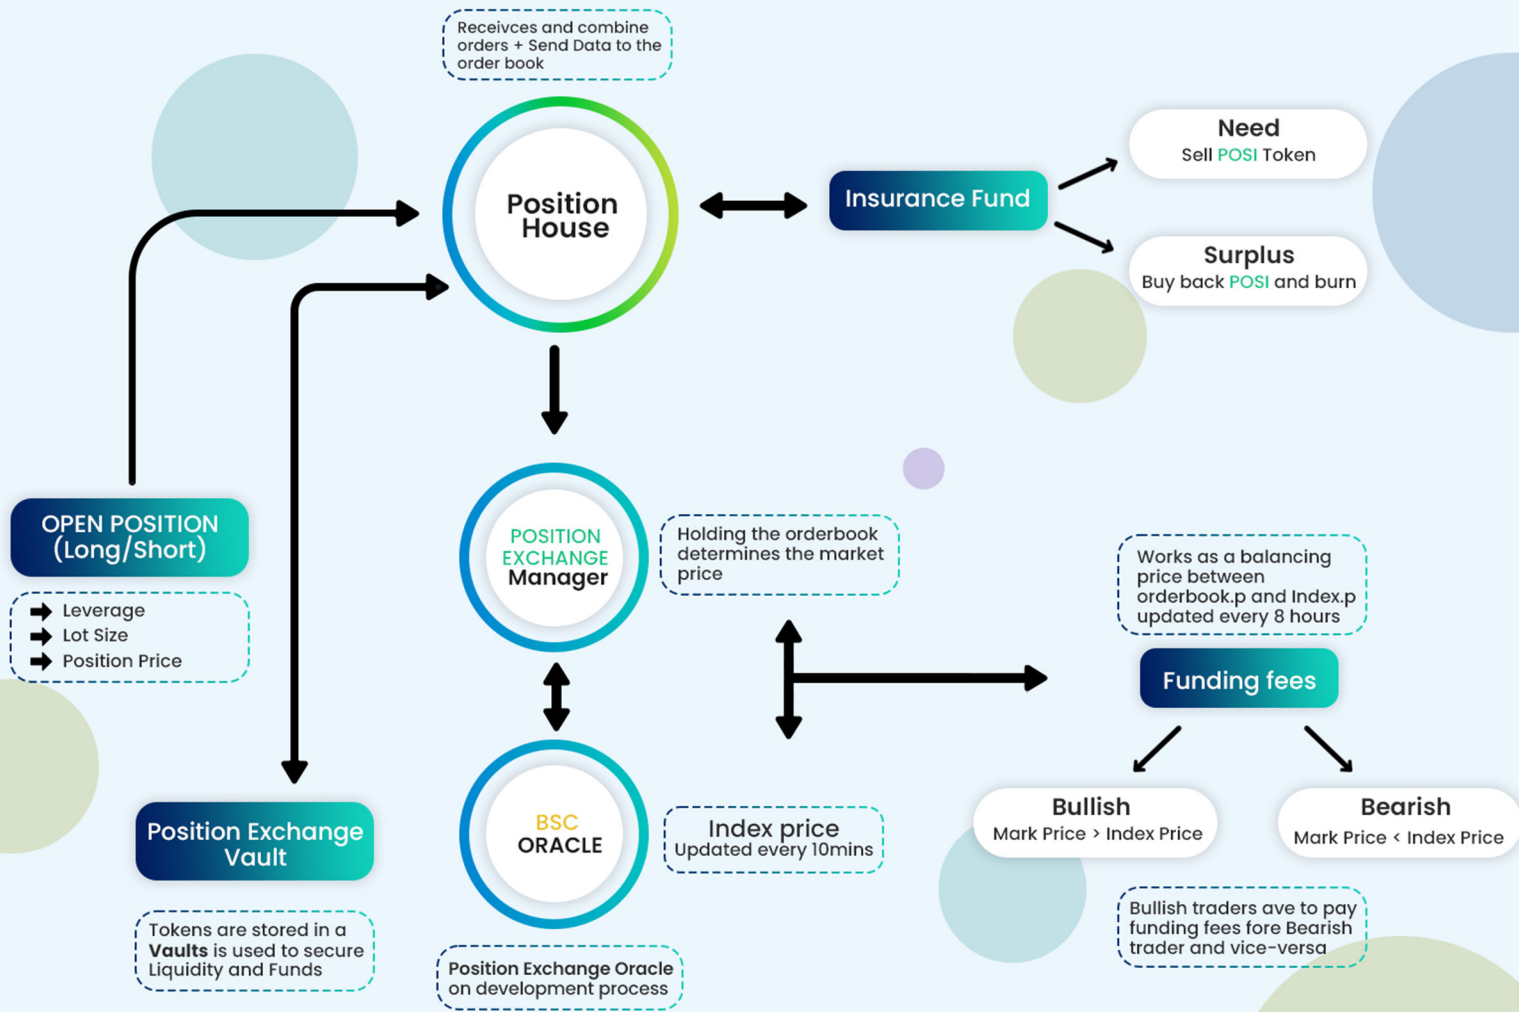 Receivces and combine
orders + Send Data to the
order book
Position
House
Insurance Fund
Need
Sell POSI Token
Surplus
Buy back POSI and burn
OPEN POSITION
(Long/Short)
Leverage
Lot Size
Position Price
POSITION
EXCHANGE
Manager
Holding the orderbook
determines the market
price
Works as a balancing
price between
orderbook.p and Index.p
updated every 8 hours
Funding fees
Bullish
Mark Price > Index Price
Bearish
Mark Price < Index Price
Bullish traders ave to pay
funding fees fore Bearish
trader and vice-versa
Position Exchange
Vault
Tokens are stored in a
Vaults is used to secure
Liquidity and Funds
BSC
ORACLE
Index price
Updated every 10mins
Position Exchange Oracle
on development process